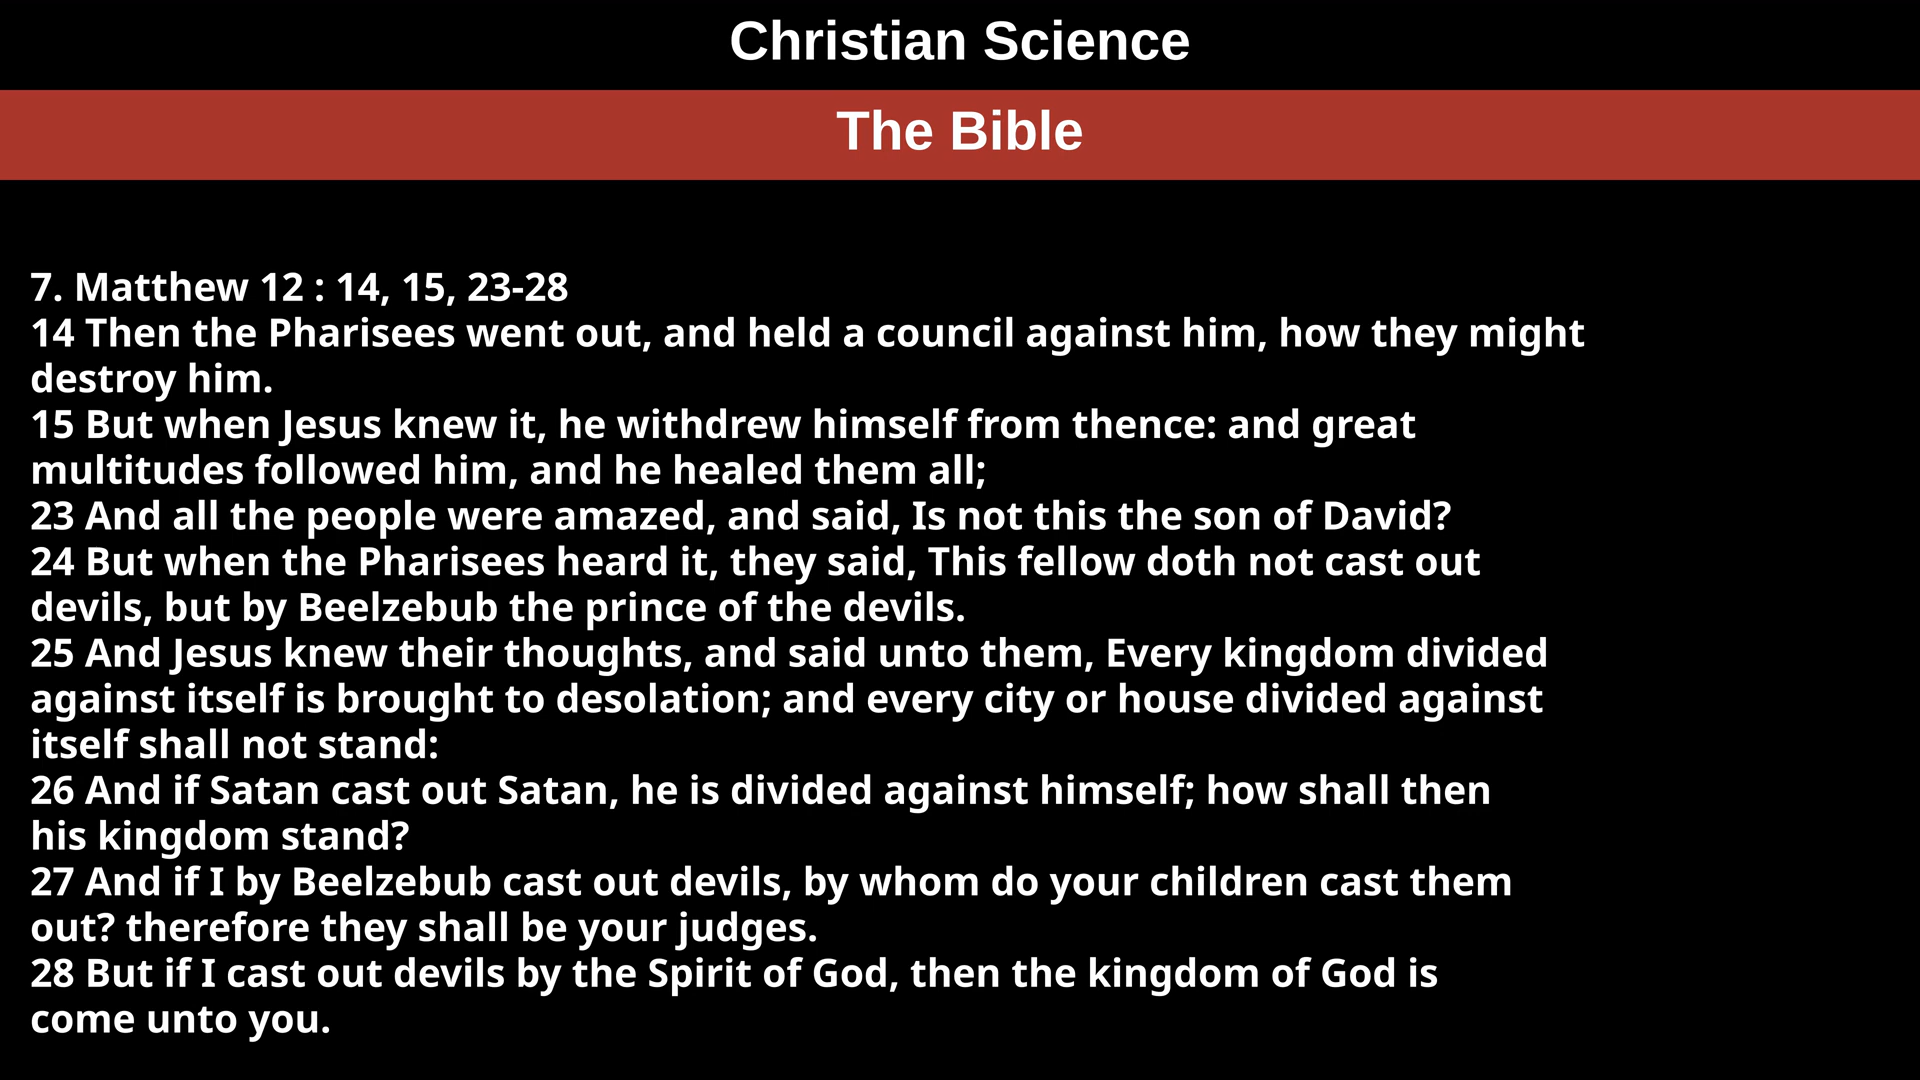 Christian Science
The Bible
7. Matthew 12 : 14, 15, 23-28
14 Then the Pharisees went out, and held a council against him, how they might
destroy him.
15 But when Jesus knew it, he withdrew himself from thence: and great
multitudes followed him, and he healed them all;
23 And all the people were amazed, and said, Is not this the son of David?
24 But when the Pharisees heard it, they said, This fellow doth not cast out
devils, but by Beelzebub the prince of the devils.
25 And Jesus knew their thoughts, and said unto them, Every kingdom divided
against itself is brought to desolation; and every city or house divided against
itself shall not stand:
26 And if Satan cast out Satan, he is divided against himself; how shall then
his kingdom stand?
27 And if I by Beelzebub cast out devils, by whom do your children cast them
out? therefore they shall be your judges.
28 But if I cast out devils by the Spirit of God, then the kingdom of God is
come unto you.